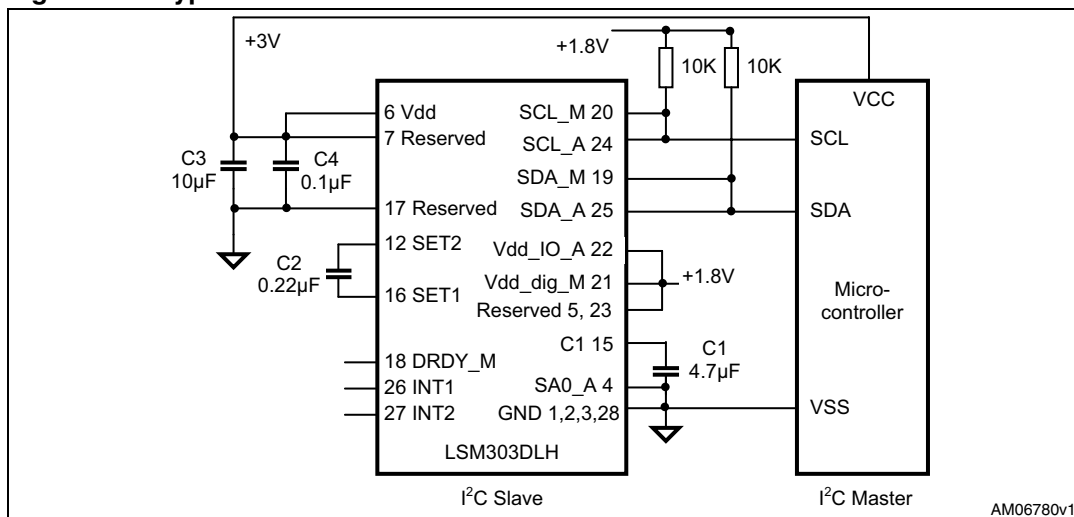 +3V
+1.8V
10K
10K
VCC
6 Vdd
7 Reserved
SCL_M 20
SCL_A 24
SCL
C3
10µF
C4
0.1µF
SDA_M 19
17 Reserved
SDA_A 25
SDA
12 SET2
Vdd_IO_A 22
C2
0.22µF
Vdd_dig_M 21
+1.8V
16 SET1
Reserved 5, 23
Micro-
controller
C1 15
C1
4.7µF
18 DRDY_M
26 INT1
SA0_A 4
27 INT2
GND 1,2,3,28
VSS
LSM303DLH
I²C Slave
I²C Master
AM06780v1